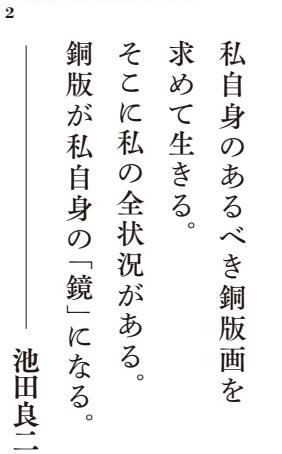 2
私自身のあるべき銅版画を
求めて生きる。
そこに私の全状況がある。
銅版が私自身の「鏡」になる。
池田良二